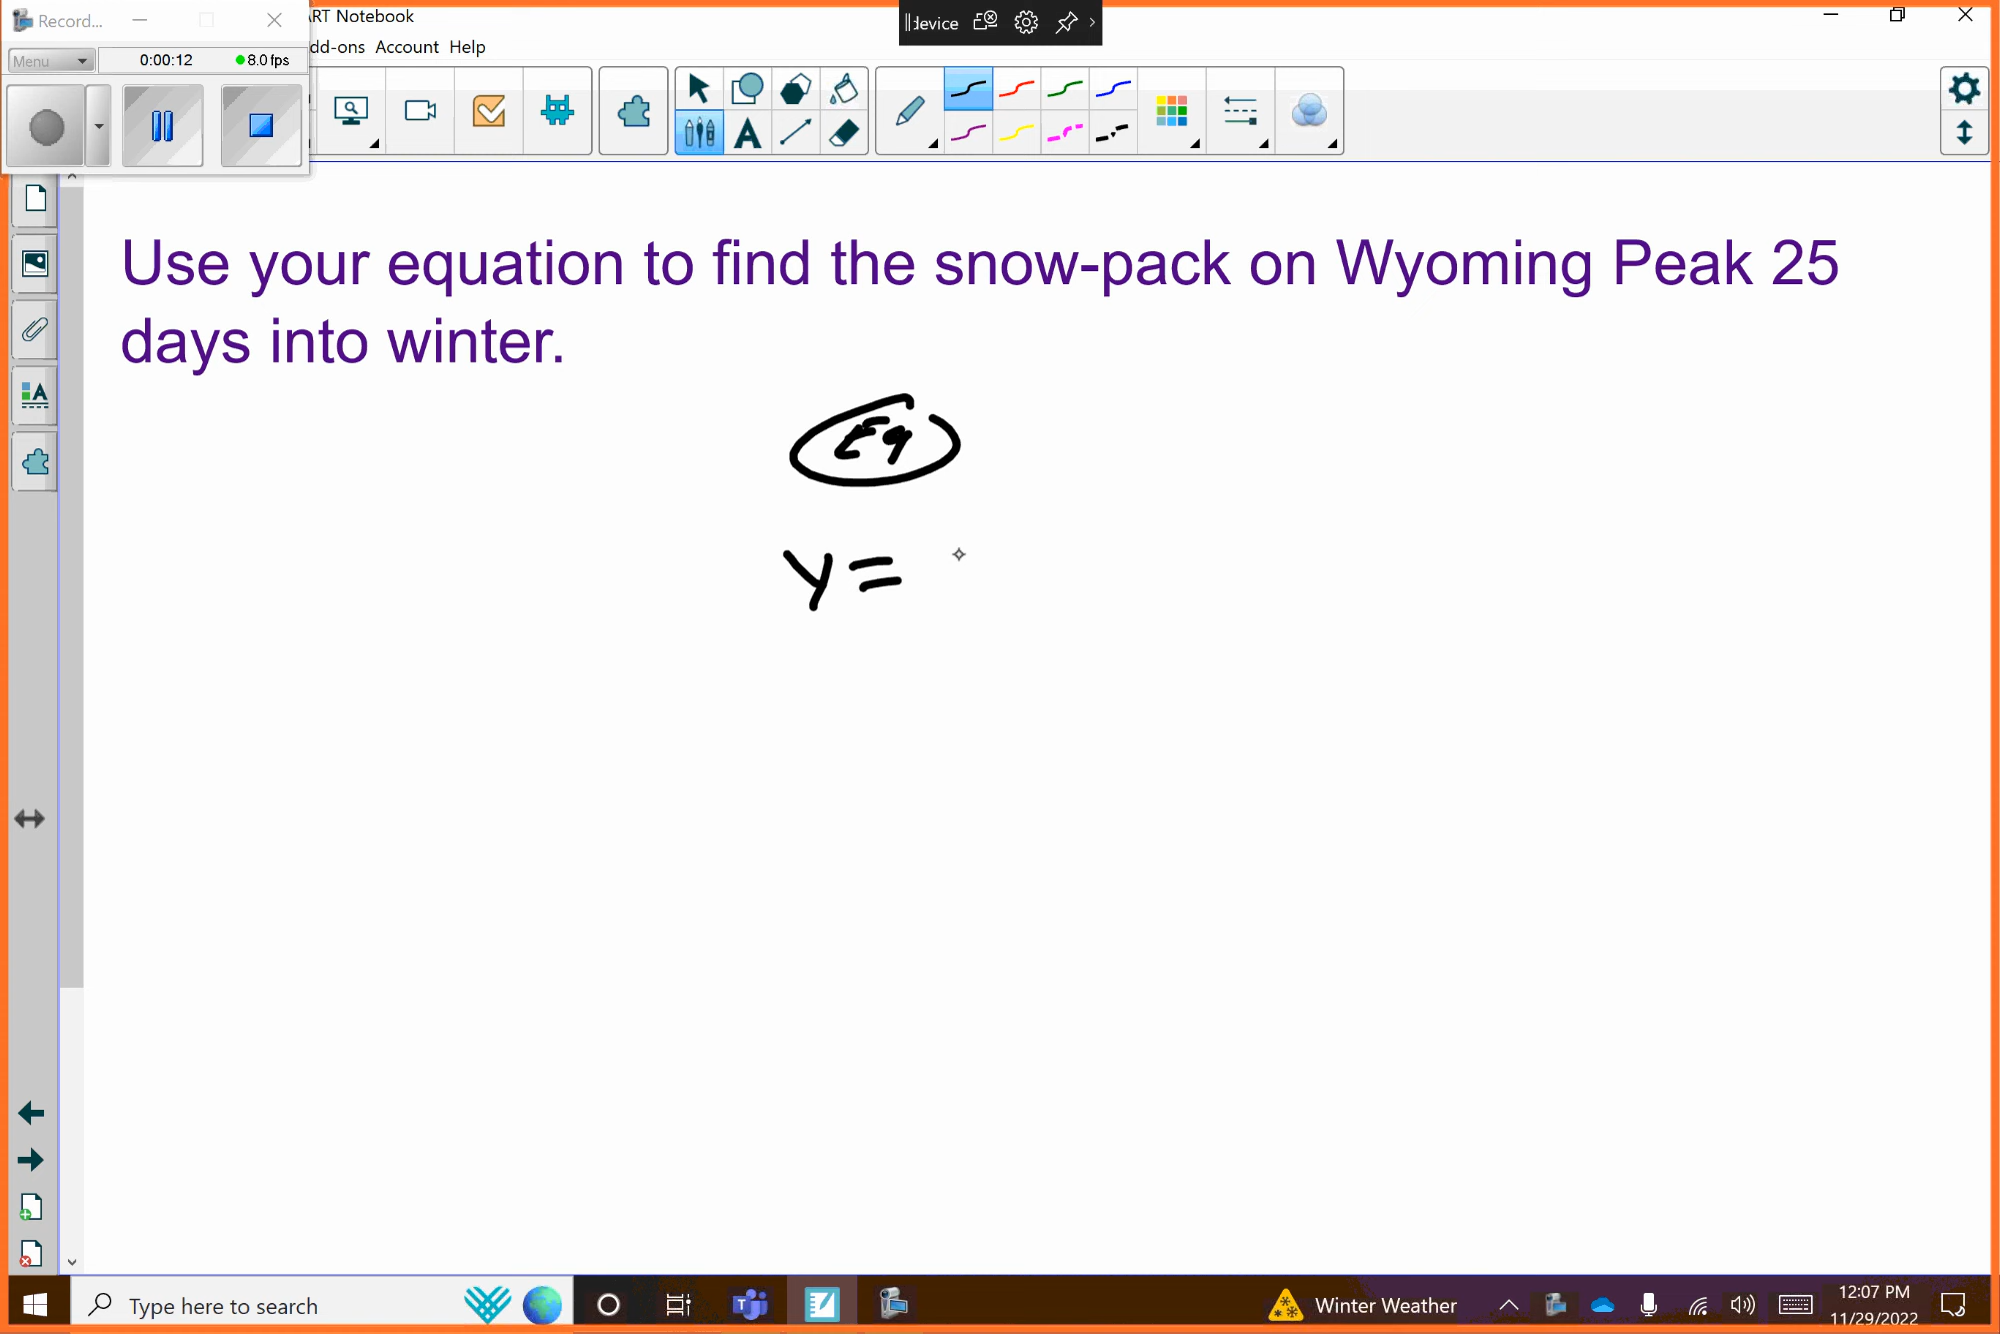 Record...
ART Notebook
device
dd-ons Account Help
Menu
0:00:12
8.0 fps
Use your equation to find the snow-pack on Wyoming Peak 25
days into winter.
Eq
y=
Type here to search
Winter Weather
12:07 PM
11/29/2022